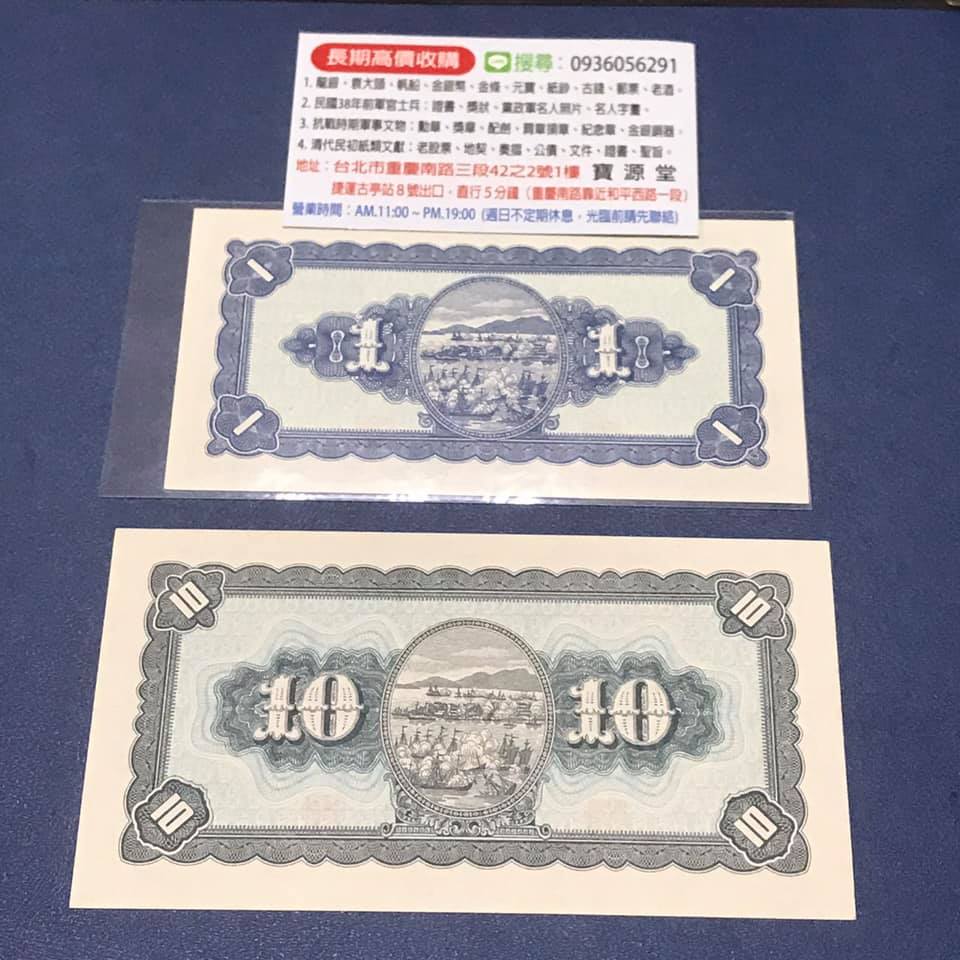 長期高價收購 搜尋：0936056291
1. 龍銀、袁大頭、帆船、金銀幣、金條、元寶、紙鈔、古錢、郵票、老酒。
2. 民國38年前軍官士兵：證書、獎狀、黨政軍名人照片、名人字畫。
3. 抗戰時期軍事文物：勳章、獎章、配劍、肩章領章、紀念章、金銀鋼器。
4. 清代民初紙類文獻：老股票、地契、奏摺、公債、文件、證書、聖旨。
地址：台北市重慶南路三段42之2號1樓 寶源堂
捷運古亭站8號出口，直行5分鐘（重慶南路靠近和平西路一段）
營業時間：AM.11:00 ~ PM.19:00 (週日不定期休息，光臨前請先聯絡)
1 1
1 1
1 1
10 10
10 10
10 10